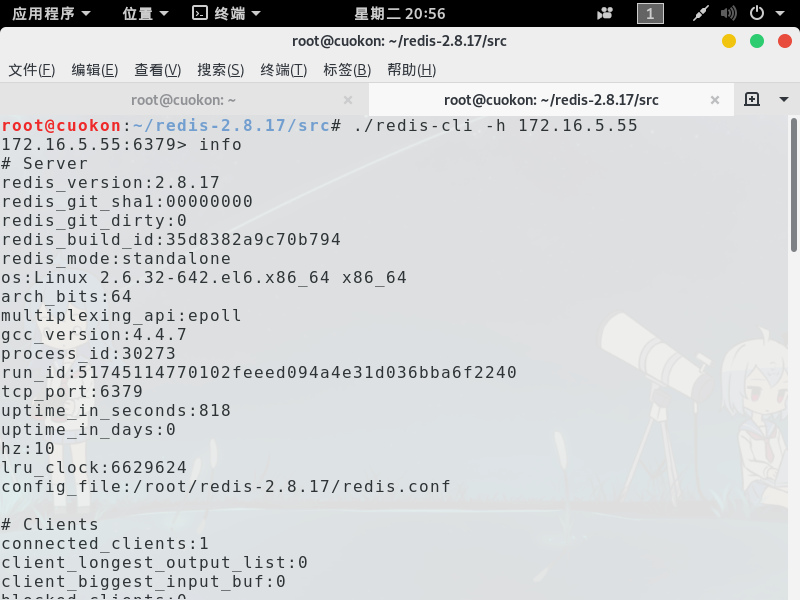 应用程序 位置 终端 星期二 20:56 1
root@cuokon: ~/redis-2.8.17/src
文件(F) 编辑(E) 查看(V) 搜索(S) 终端(T) 标签(B) 帮助(H)
root@cuokon: ~ × root@cuokon: ~/redis-2.8.17/src ×
root@cuokon:~/redis-2.8.17/src# ./redis-cli -h 172.16.5.55
172.16.5.55:6379> info
# Server
redis_version:2.8.17
redis_git_sha1:00000000
redis_git_dirty:0
redis_build_id:35d8382a9c70b794
redis_mode:standalone
os:Linux 2.6.32-642.el6.x86_64 x86_64
arch_bits:64
multiplexing_api:epoll
gcc_version:4.4.7
process_id:30273
run_id:51745114770102feeed094a4e31d036bba6f2240
tcp_port:6379
uptime_in_seconds:818
uptime_in_days:0
hz:10
lru_clock:6629624
config_file:/root/redis-2.8.17/redis.conf
# Clients
connected_clients:1
client_longest_output_list:0
client_biggest_input_buf:0
blocked_clients:0